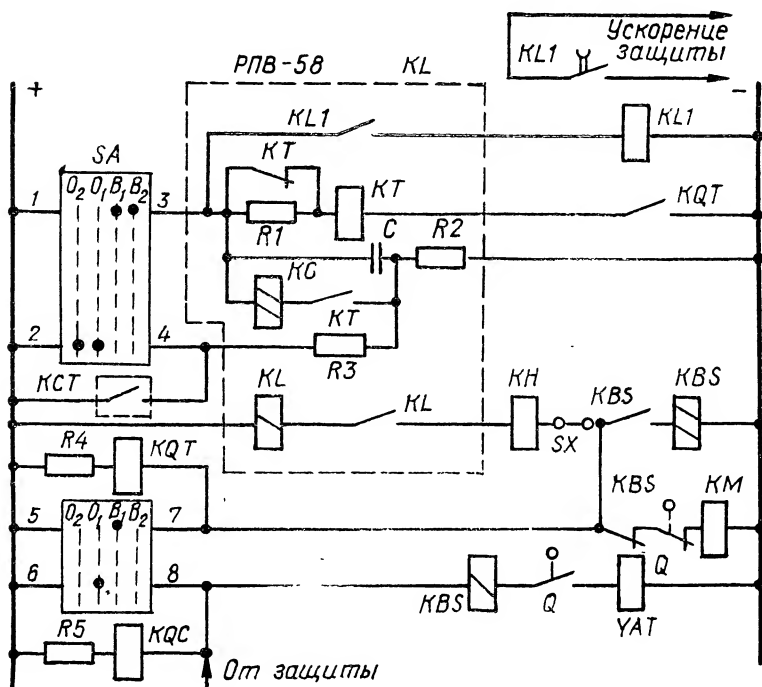 Ускорение
защиты
KL1
РПВ-58 KL
+
-
KL1
KL1
SA
KT
O2 O1 B1 B2
1
3
KT
KQT
R1
C
R2
KC
KT
2
4
R3
KCT
KL
KL
KH
KBS
KBS
SX
R4
KQT
KBS
KM
O2 O1 B1 B2
5
7
Q
6
8
KBS
Q
YAT
R5
KQC
От защиты